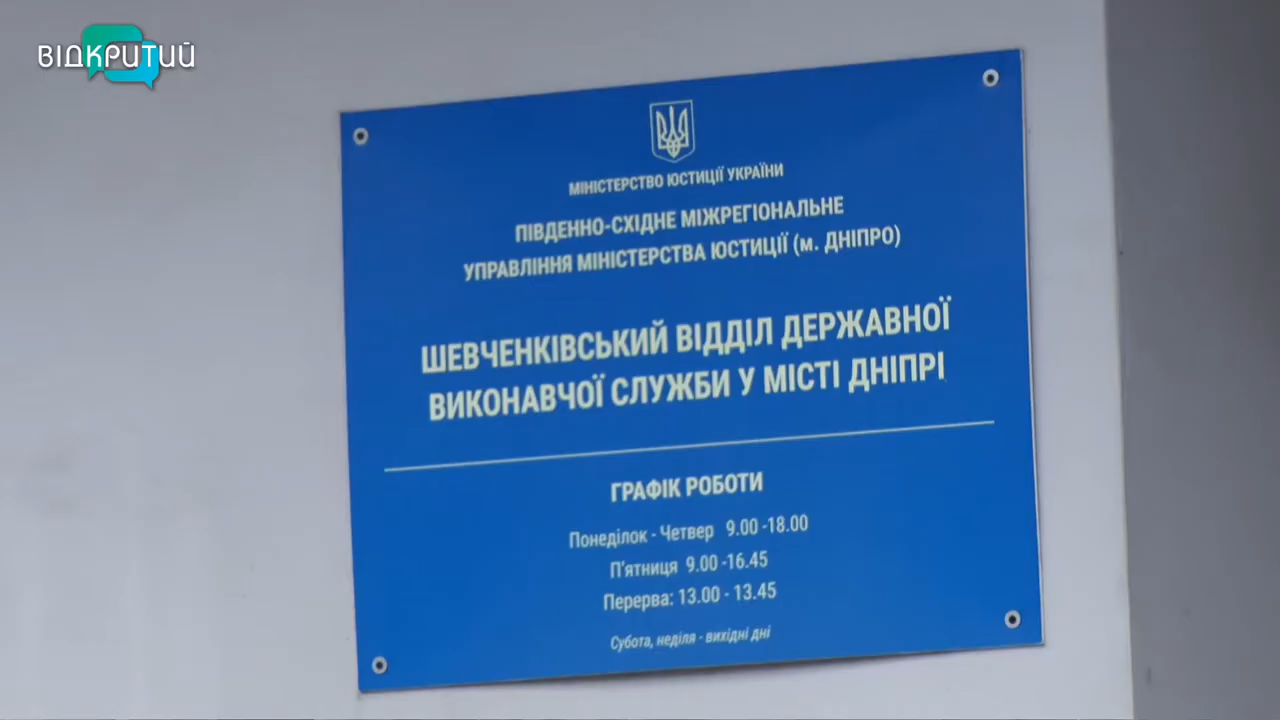 ВІДКРИТИЙ
МІНІСТЕРСТВО ЮСТИЦІЇ УКРАЇНИ
ПІВДЕННО-СХІДНЕ МІЖРЕГІОНАЛЬНЕ
УПРАВЛІННЯ МІНІСТЕРСТВА ЮСТИЦІЇ (м. ДНІПРО)
ШЕВЧЕНКІВСЬКИЙ ВІДДІЛ ДЕРЖАВНОЇ
ВИКОНАВЧОЇ СЛУЖБИ У МІСТІ ДНІПРІ
ГРАФІК РОБОТИ
Понеділок - Четвер 9.00 -18.00
П'ятниця 9.00 -16.45
Перерва: 13.00 - 13.45
Субота, неділя - вихідні дні